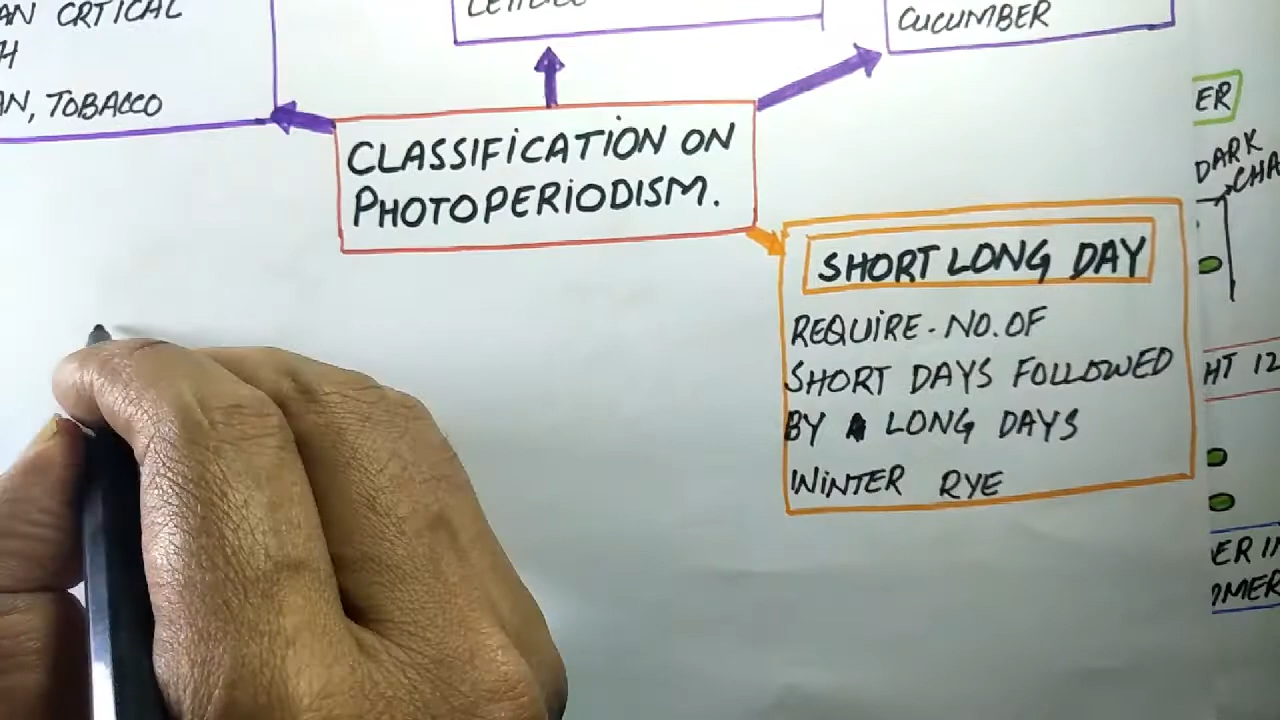 AN CRTICAL
H
AN, TOBACCO
CUCUMBER
CLASSIFICATION ON
PHOTOPERIODISM.
SHORT LONG DAY
REQUIRE. NO. OF
SHORT DAYS FOLLOWED
BY LONG DAYS
WINTER RYE
ER
DARK
CHA
HT 12
ER IN
OMER